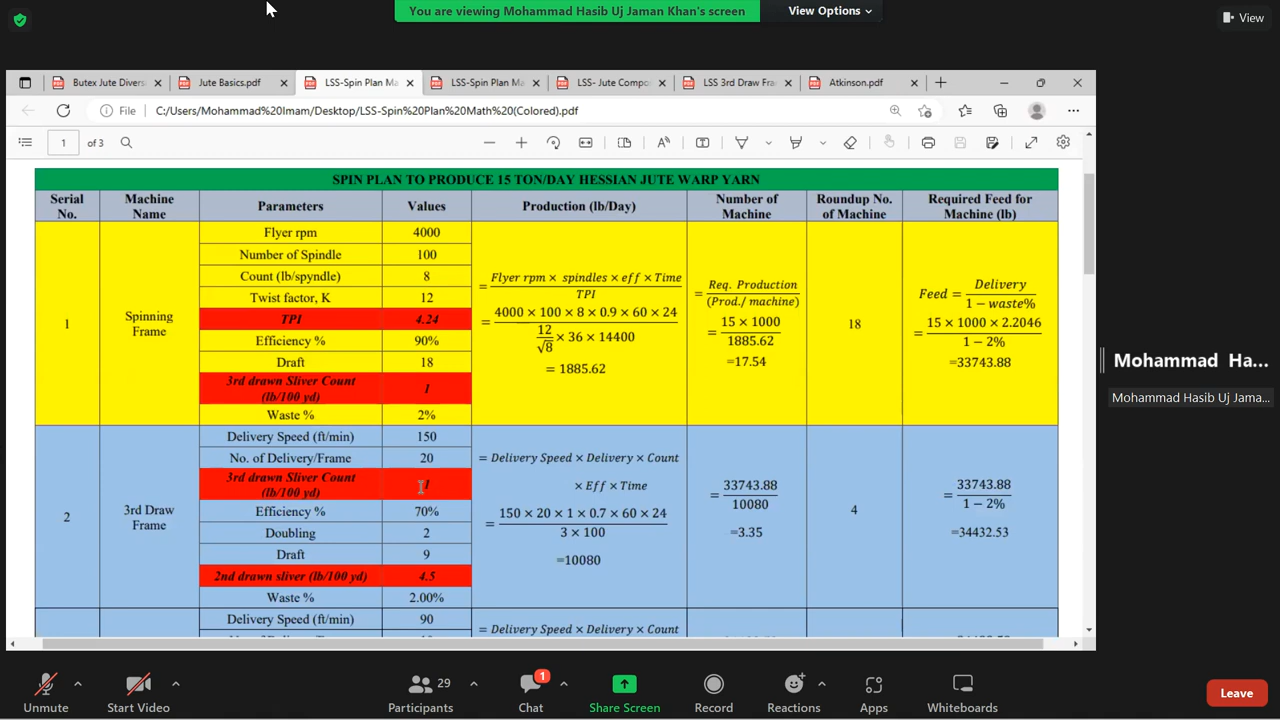 You are viewing Mohammad Hasib Uj Jaman Khan's screen
View Options
View
Butex Jute Divers
Jute Basics.pdf
LSS-Spin Plan Ma
LSS-Spin Plan Ma
LSS- Jute Compo
LSS 3rd Draw Fra
Atkinson.pdf
File
C:/Users/Mohammad%20Imam/Desktop/LSS-Spin%20Plan%20Math%20(Colored).pdf
1 of 3
SPIN PLAN TO PRODUCE 15 TON/DAY HESSIAN JUTE WARP YARN
Serial No.
Machine Name
Parameters
Values
Production (lb/Day)
Number of Machine
Roundup No. of Machine
Required Feed for Machine (lb)
1
Spinning Frame
Flyer rpm 4000
Number of Spindle 100
Count (lb/spyndle) 8
Twist factor, K 12
TPI 4.24
Efficiency % 90%
Draft 18
3rd drawn Sliver Count (lb/100 yd) 1
Waste % 2%
= Flyer rpm × spindles × eff × Time / TPI
= 4000 × 100 × 8 × 0.9 × 60 × 24 / 12/√8 × 36 × 14400
= 1885.62
= Req. Production / (Prod./ machine)
= 15 × 1000 / 1885.62
=17.54
18
Feed = Delivery / 1 − waste%
= 15 × 1000 × 2.2046 / 1 − 2%
=33743.88
2
3rd Draw Frame
Delivery Speed (ft/min) 150
No. of Delivery/Frame 20
3rd drawn Sliver Count (lb/100 yd) 1
Efficiency % 70%
Doubling 2
Draft 9
2nd drawn sliver (lb/100 yd) 4.5
Waste % 2.00%
= Delivery Speed × Delivery × Count
× Eff × Time
= 150 × 20 × 1 × 0.7 × 60 × 24 / 3 × 100
=10080
= 33743.88 / 10080
=3.35
4
= 33743.88 / 1 − 2%
=34432.53
Delivery Speed (ft/min) 90
= Delivery Speed × Delivery × Count
Mohammad Ha...
Mohammad Hasib Uj Jama...
Unmute
Start Video
29
Participants
1
Chat
Share Screen
Record
Reactions
Apps
Whiteboards
Leave